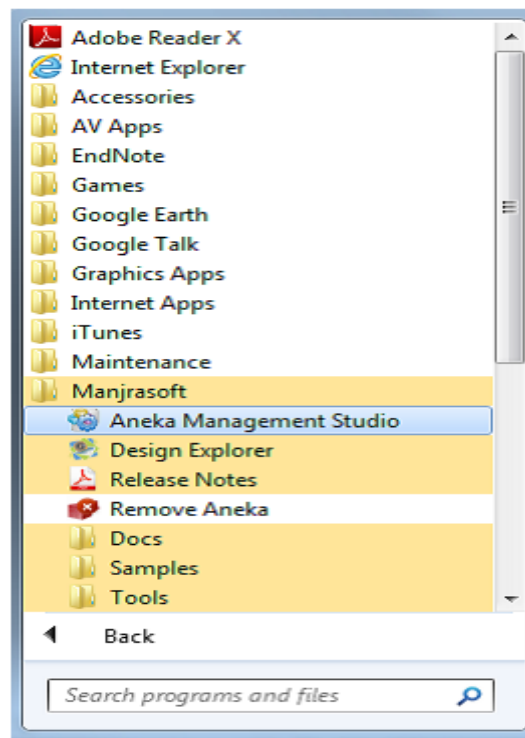 Adobe Reader X
Internet Explorer
Accessories
AV Apps
EndNote
Games
Google Earth
Google Talk
Graphics Apps
Internet Apps
iTunes
Maintenance
Manjrasoft
Aneka Management Studio
Design Explorer
Release Notes
Remove Aneka
Docs
Samples
Tools
Back
Search programs and files